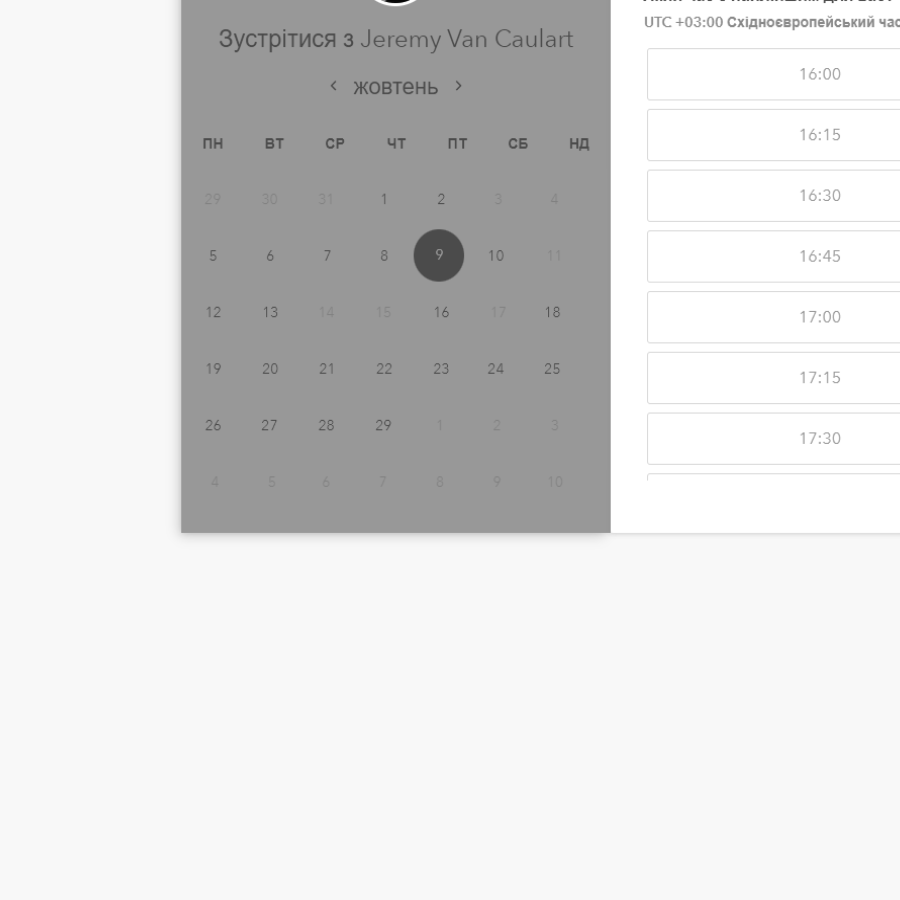 Зустрітися з Jeremy Van Caulart
‹ жовтень ›
ПН ВТ СР ЧТ ПТ СБ НД
29 30 31 1 2 3 4
5 6 7 8 9 10 11
12 13 14 15 16 17 18
19 20 21 22 23 24 25
26 27 28 29 1 2 3
4 5 6 7 8 9 10
UTC +03:00 Східноєвропейський час
16:00
16:15
16:30
16:45
17:00
17:15
17:30